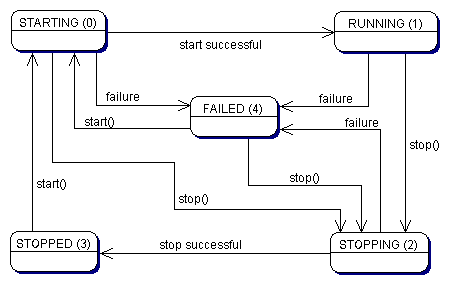 STARTING (0)
RUNNING (1)
start successful
failure
FAILED (4)
failure
start()
failure
stop()
stop()
start()
stop()
STOPPED (3)
stop successful
STOPPING (2)